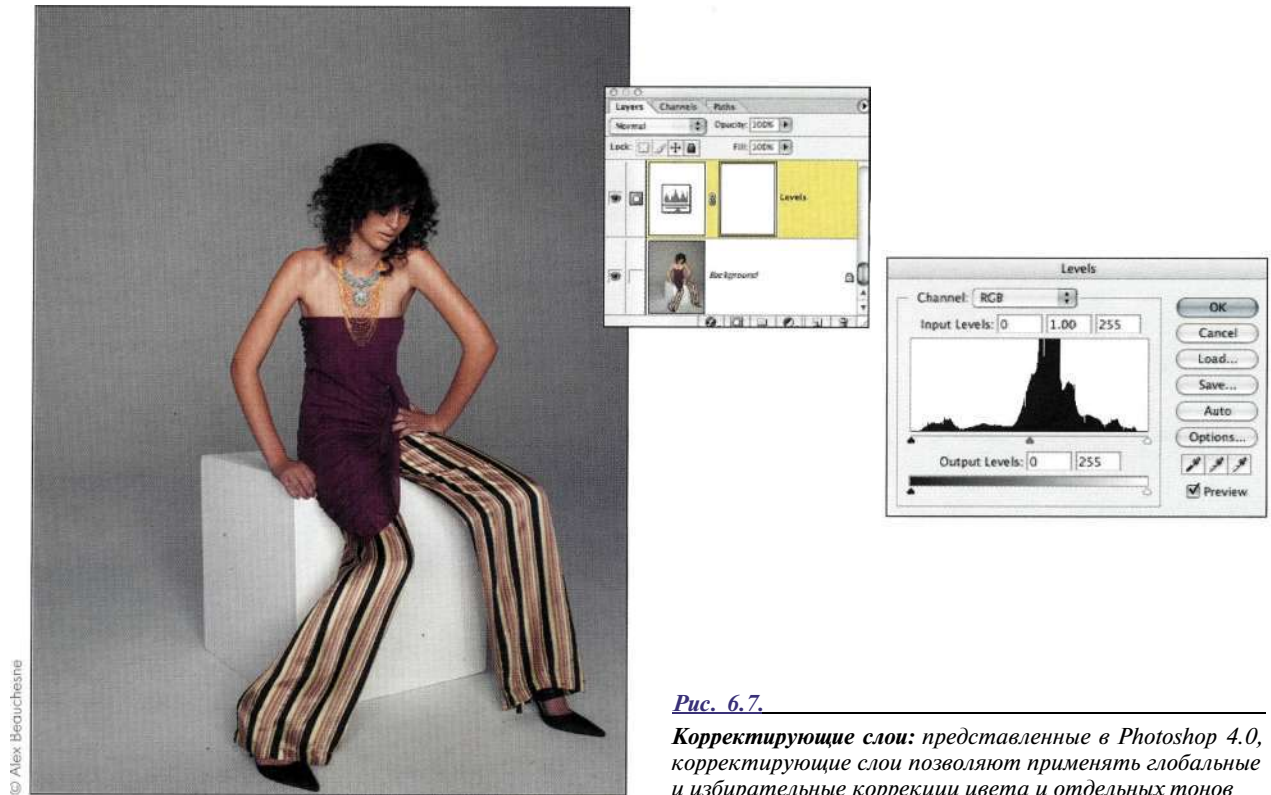 © Alex Beauchesne
Layers Channels Paths
Normal Opacity: 100%
Lock: Fill: 100%
Levels
Background
Levels
Channel: RGB
Input Levels: 0 1.00 255
Output Levels: 0 255
OK
Cancel
Load...
Save...
Auto
Options...
Preview
Рис. 6.7.
Корректирующие слои: представленные в Photoshop 4.0,
корректирующие слои позволяют применять глобальные
и избирательные коррекции цвета и отдельных тонов